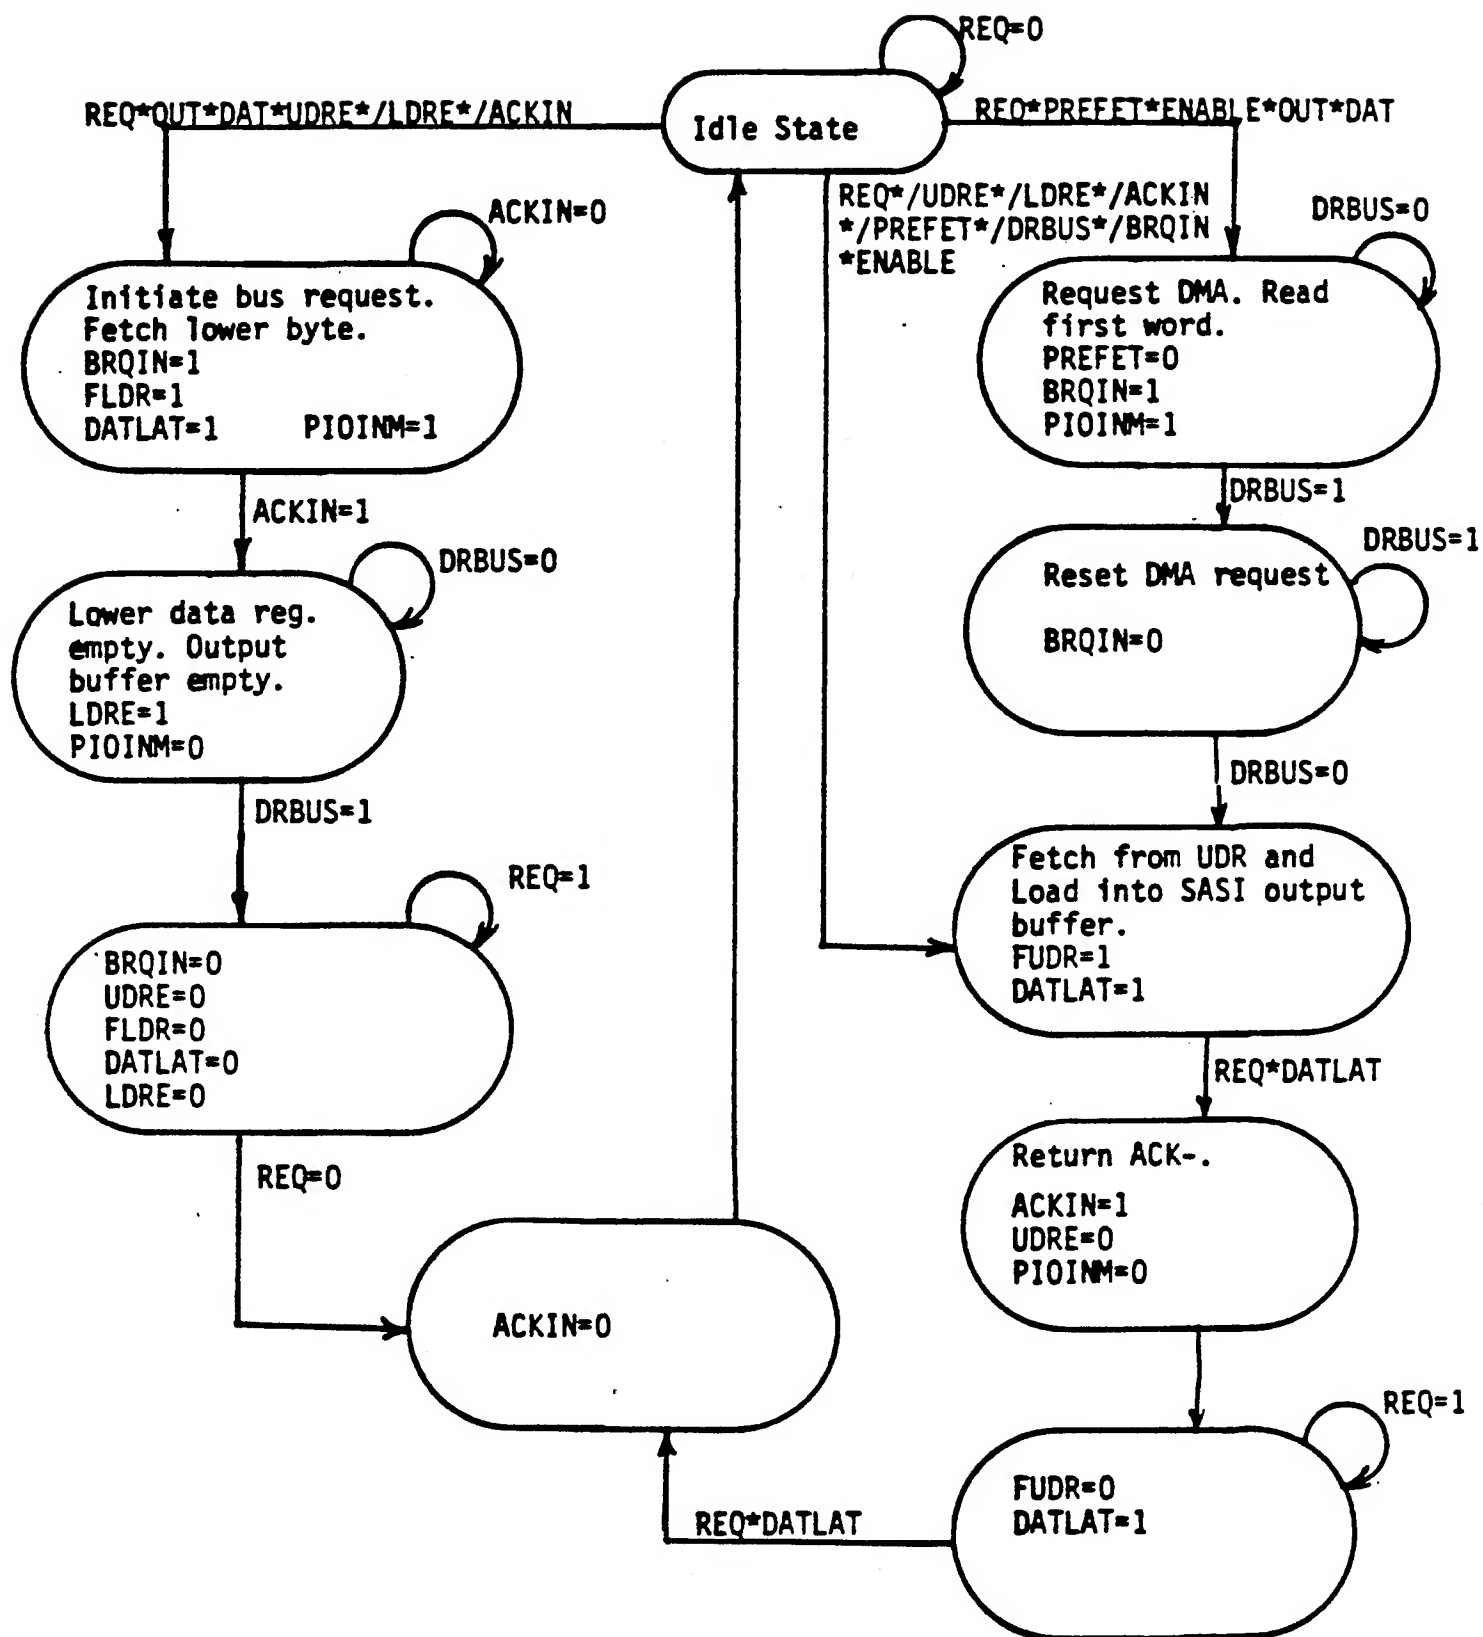 REQ=0
REQ*OUT*DAT*UDRE*/LDRE*/ACKIN
Idle State
REQ*PREFET*ENABLE*OUT*DAT
REQ*/UDRE*/LDRE*/ACKIN
*/PREFET*/DRBUS*/BRQIN
*ENABLE
ACKIN=0
DRBUS=0
Initiate bus request.
Fetch lower byte.
BRQIN=1
FLDR=1
DATLAT=1 PIOINM=1
Request DMA. Read
first word.
PREFET=0
BRQIN=1
PIOINM=1
ACKIN=1
DRBUS=1
DRBUS=0
DRBUS=1
Lower data reg.
empty. Output
buffer empty.
LDRE=1
PIOINM=0
Reset DMA request
BRQIN=0
DRBUS=1
DRBUS=0
REQ=1
Fetch from UDR and
Load into SASI output
buffer.
FUDR=1
DATLAT=1
BRQIN=0
UDRE=0
FLDR=0
DATLAT=0
LDRE=0
REQ*DATLAT
REQ=0
Return ACK-.
ACKIN=1
UDRE=0
PIOINM=0
ACKIN=0
REQ=1
FUDR=0
DATLAT=1
REQ*DATLAT